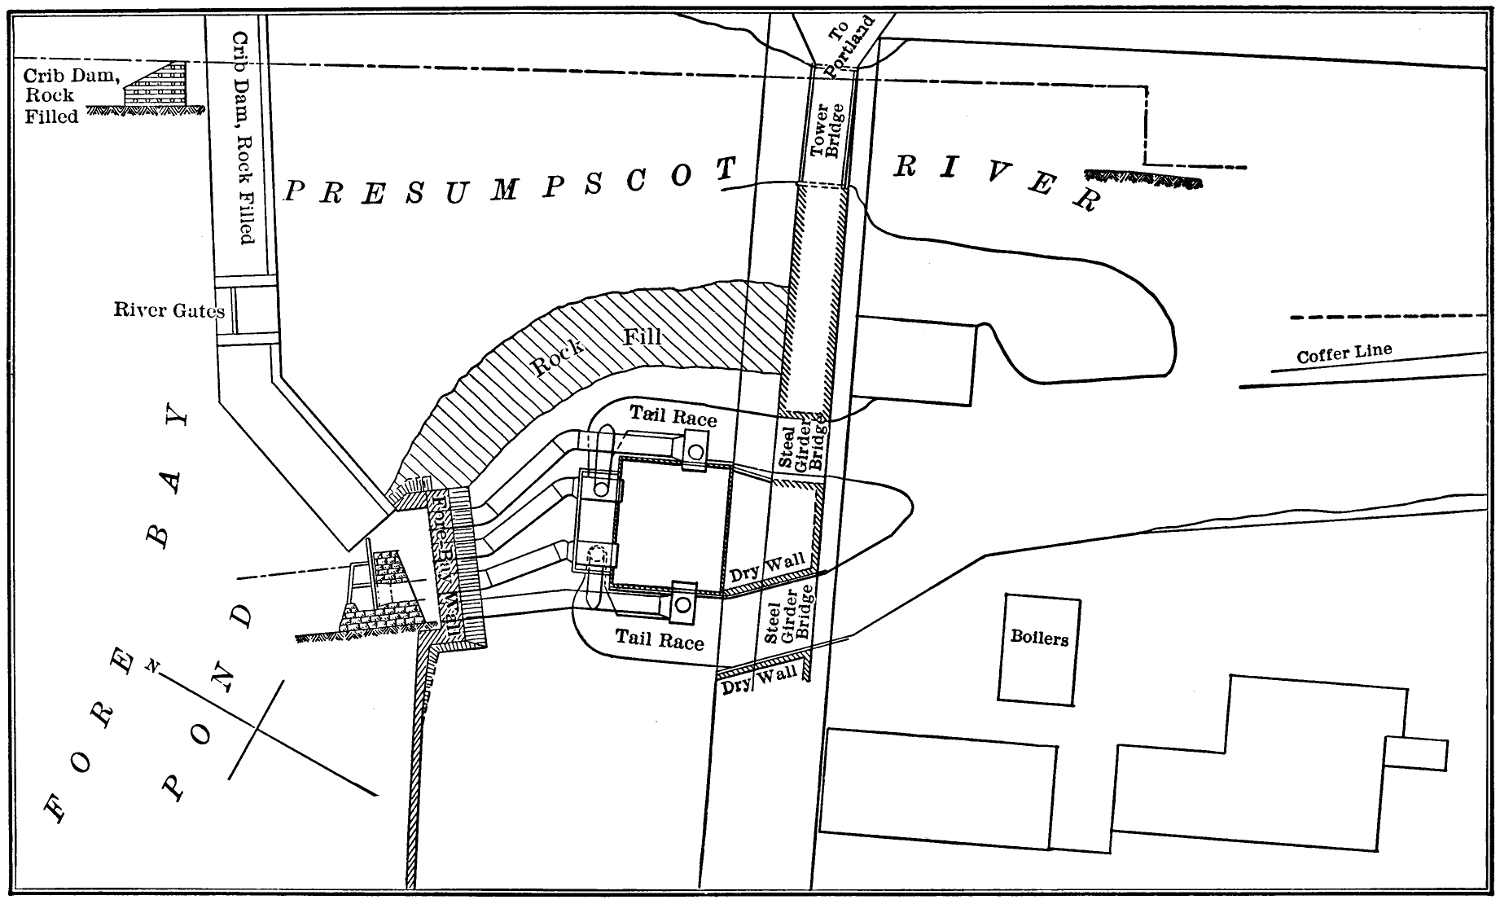 To
Portland
Crib Dam,
Rock
Filled
Crib Dam, Rock Filled
Tower
Bridge
PRESUMPSCOT RIVER
River Gates
Rock Fill
Coffer Line
Tail Race
Steal
Girder
Bridge
Fore Bay Wall
Dry Wall
Steel
Girder
Bridge
Tail Race
Dry Wall
Boilers
N
FORE BAY
POND